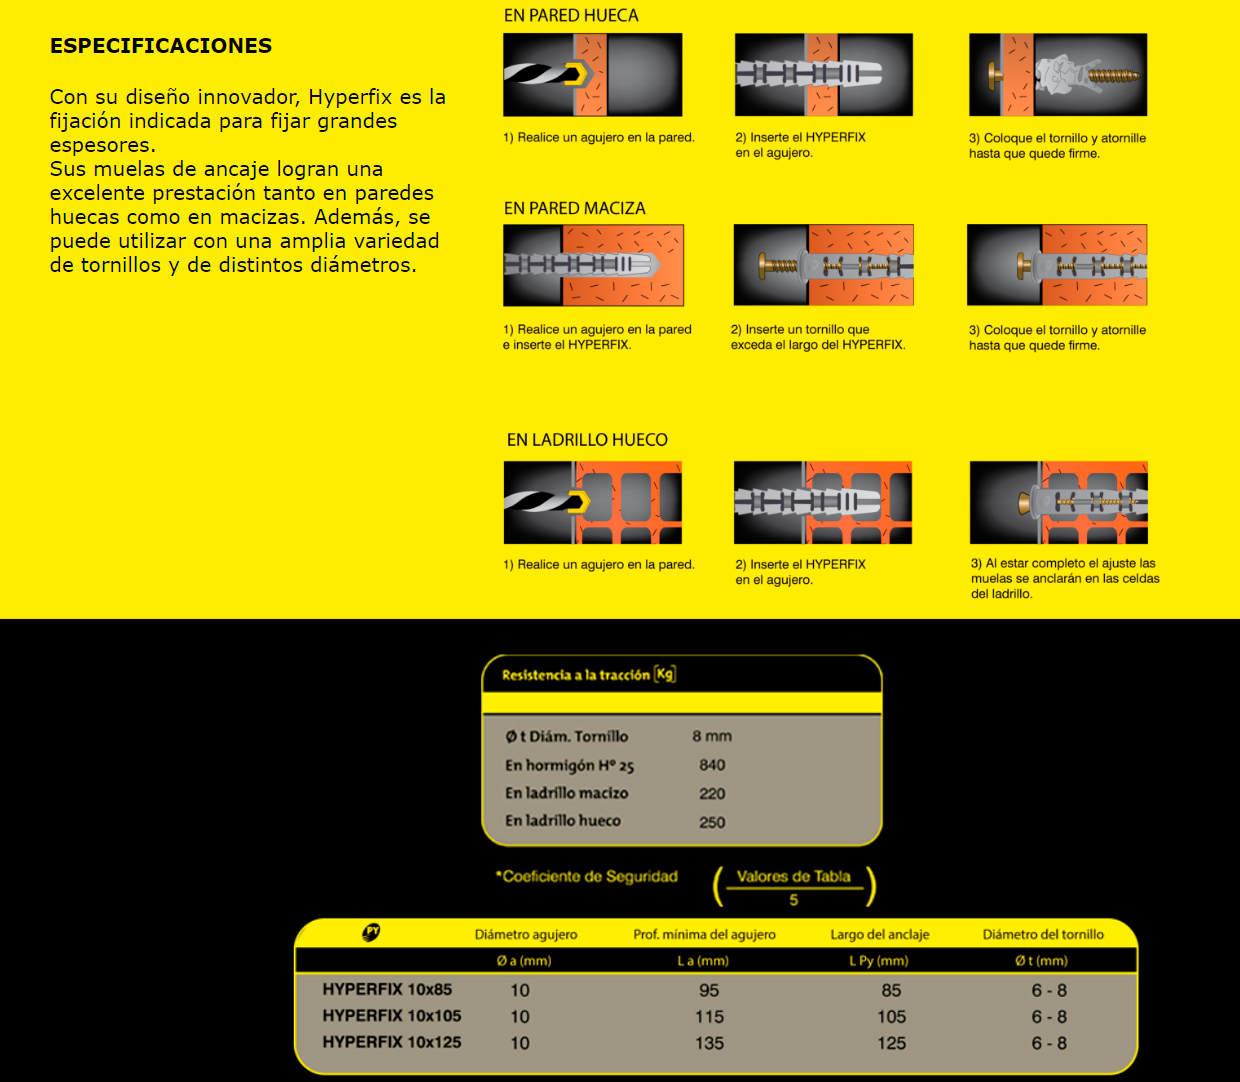 ESPECIFICACIONES
Con su diseño innovador, Hyperfix es la
fijación indicada para fijar grandes
espesores.
Sus muelas de ancaje logran una
excelente prestación tanto en paredes
huecas como en macizas. Además, se
puede utilizar con una amplia variedad
de tornillos y de distintos diámetros.
EN PARED HUECA
1) Realice un agujero en la pared.
2) Inserte el HYPERFIX
en el agujero.
3) Coloque el tornillo y atornille
hasta que quede firme.
EN PARED MACIZA
1) Realice un agujero en la pared
e inserte el HYPERFIX.
2) Inserte un tornillo que
exceda el largo del HYPERFIX.
3) Coloque el tornillo y atornille
hasta que quede firme.
EN LADRILLO HUECO
1) Realice un agujero en la pared.
2) Inserte el HYPERFIX
en el agujero.
3) Al estar completo el ajuste las
muelas se anclarán en las celdas
del ladrillo.
Resistencia a la tracción [Kg]
Ø t Diám. Tornillo 8 mm
En hormigón Hº 25 840
En ladrillo macizo 220
En ladrillo hueco 250
*Coeficiente de Seguridad ( Valores de Tabla )
5
PY Diámetro agujero Prof. mínima del agujero Largo del anclaje Diámetro del tornillo
Ø a (mm) L a (mm) L Py (mm) Ø t (mm)
HYPERFIX 10x85 10 95 85 6 - 8
HYPERFIX 10x105 10 115 105 6 - 8
HYPERFIX 10x125 10 135 125 6 - 8